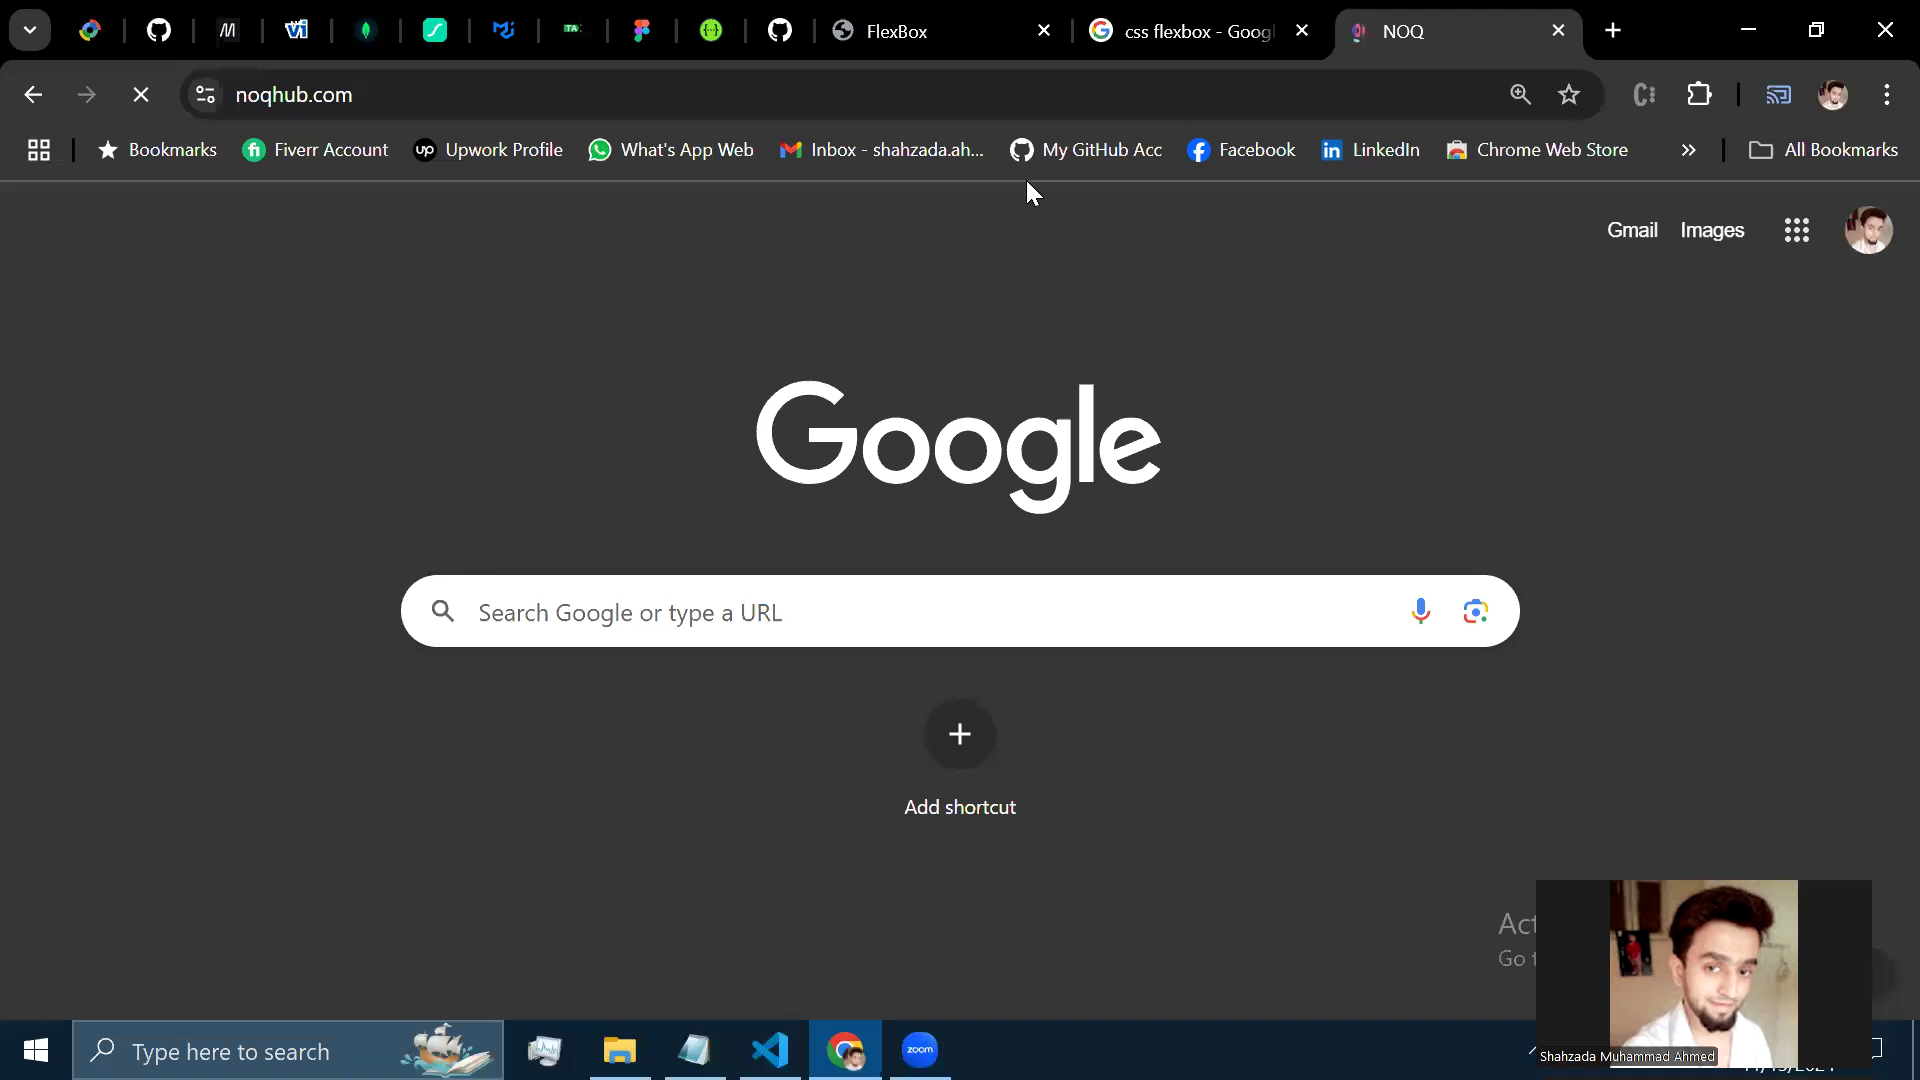 FlexBox
css flexbox - Goog
NOQ
noqhub.com
Bookmarks
Fiverr Account
up Upwork Profile
What's App Web
Inbox - shahzada.ah...
My GitHub Acc
Facebook
LinkedIn
Chrome Web Store
All Bookmarks
Gmail
Images
Google
Search Google or type a URL
Add shortcut
Act
Go t
Type here to search
zoom
Shahzada Muhammad Ahmed